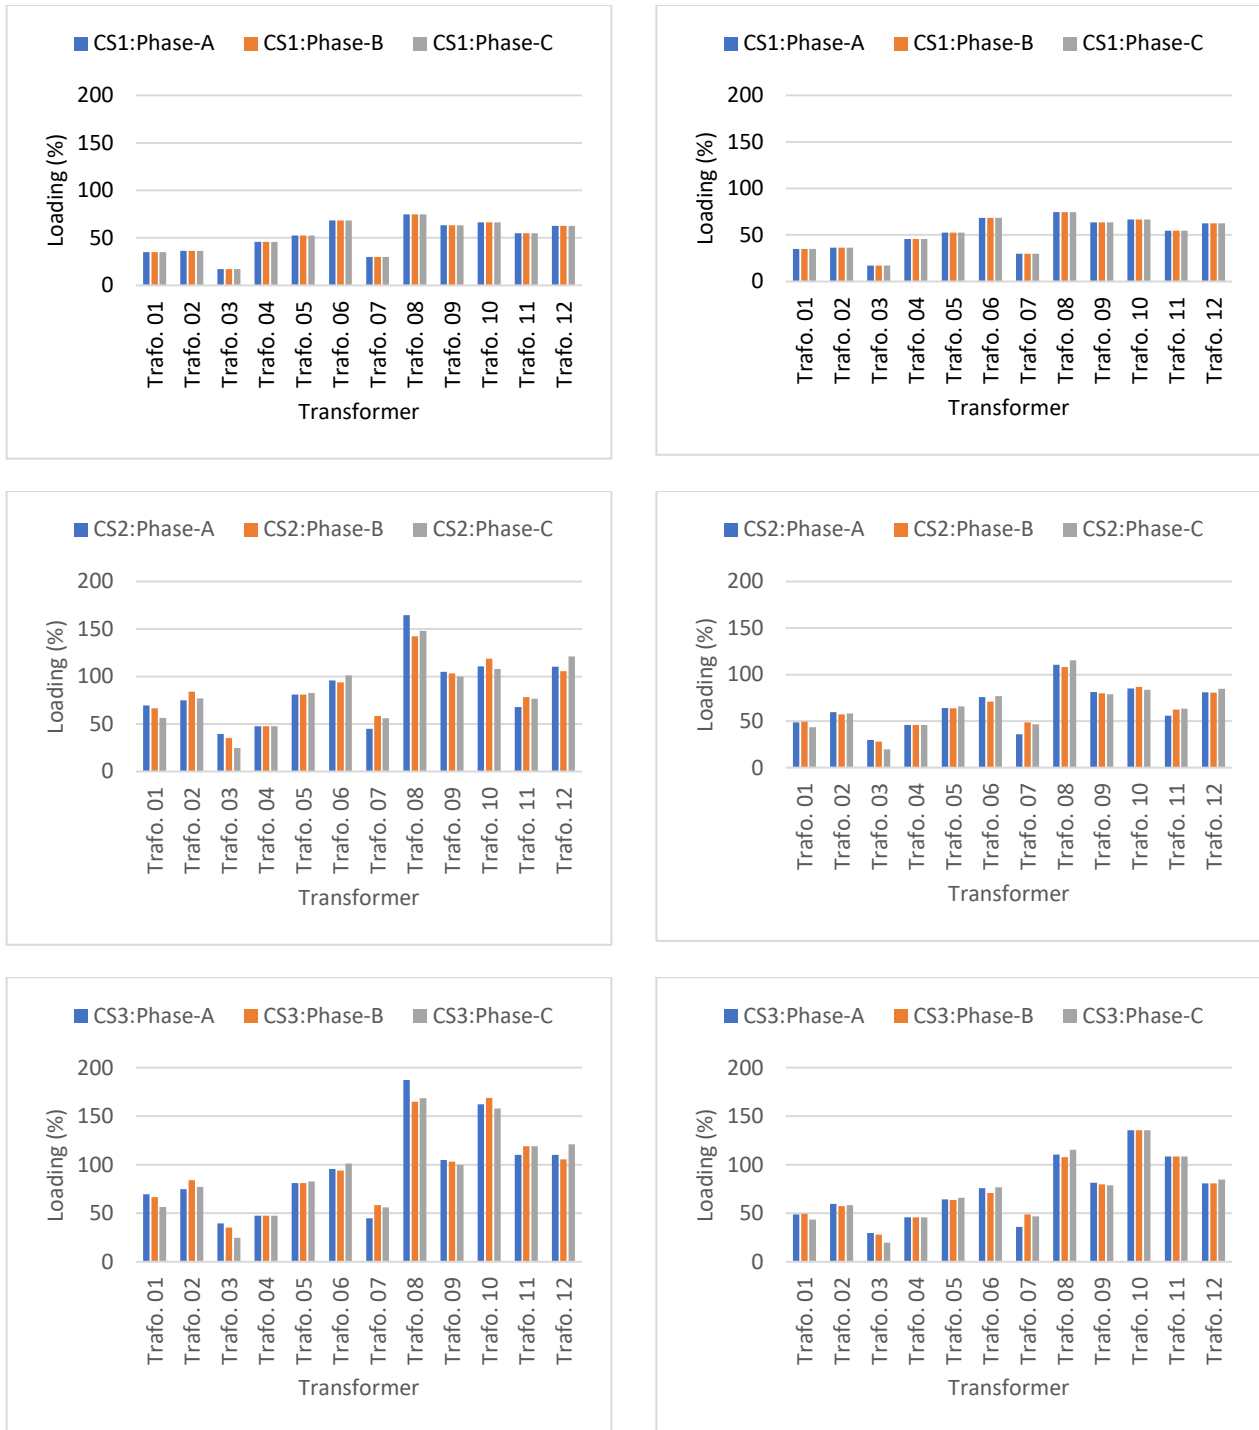 CS1:Phase-A CS1:Phase-B CS1:Phase-C
200
150
100
50
0
Loading (%)
Trafo. 01
Trafo. 02
Trafo. 03
Trafo. 04
Trafo. 05
Trafo. 06
Trafo. 07
Trafo. 08
Trafo. 09
Trafo. 10
Trafo. 11
Trafo. 12
Transformer
CS1:Phase-A CS1:Phase-B CS1:Phase-C
200
150
100
50
0
Loading (%)
Trafo. 01
Trafo. 02
Trafo. 03
Trafo. 04
Trafo. 05
Trafo. 06
Trafo. 07
Trafo. 08
Trafo. 09
Trafo. 10
Trafo. 11
Trafo. 12
Transformer
CS2:Phase-A CS2:Phase-B CS2:Phase-C
200
150
100
50
0
Loading (%)
Trafo. 01
Trafo. 02
Trafo. 03
Trafo. 04
Trafo. 05
Trafo. 06
Trafo. 07
Trafo. 08
Trafo. 09
Trafo. 10
Trafo. 11
Trafo. 12
Transformer
CS2:Phase-A CS2:Phase-B CS2:Phase-C
200
150
100
50
0
Loading (%)
Trafo. 01
Trafo. 02
Trafo. 03
Trafo. 04
Trafo. 05
Trafo. 06
Trafo. 07
Trafo. 08
Trafo. 09
Trafo. 10
Trafo. 11
Trafo. 12
Transformer
CS3:Phase-A CS3:Phase-B CS3:Phase-C
200
150
100
50
0
Loading (%)
Trafo. 01
Trafo. 02
Trafo. 03
Trafo. 04
Trafo. 05
Trafo. 06
Trafo. 07
Trafo. 08
Trafo. 09
Trafo. 10
Trafo. 11
Trafo. 12
Transformer
CS3:Phase-A CS3:Phase-B CS3:Phase-C
200
150
100
50
0
Loading (%)
Trafo. 01
Trafo. 02
Trafo. 03
Trafo. 04
Trafo. 05
Trafo. 06
Trafo. 07
Trafo. 08
Trafo. 09
Trafo. 10
Trafo. 11
Trafo. 12
Transformer